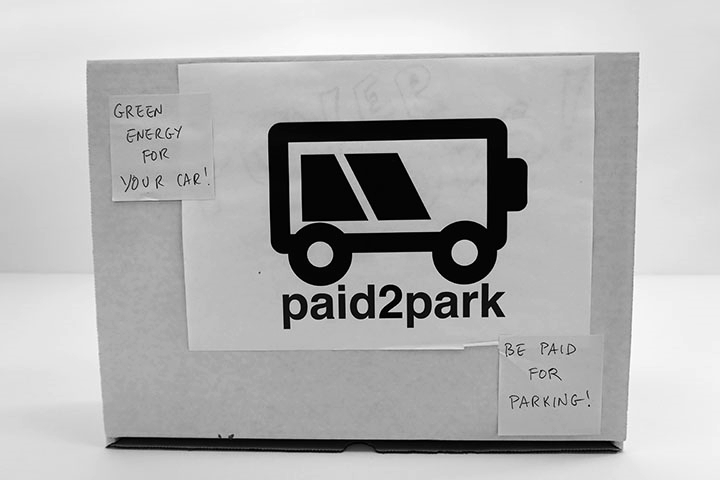 GREEN
ENERGY
FOR
YOUR CAR!
paid2park
BE PAID
FOR
PARKING!